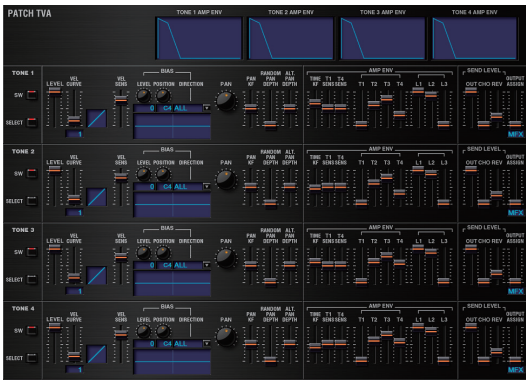 PATCH TVA
TONE 1 AMP ENV TONE 2 AMP ENV TONE 3 AMP ENV TONE 4 AMP ENV
TONE 1
SW
SELECT
LEVEL
VEL CURVE
1
VEL SENS
BIAS
LEVEL POSITION DIRECTION
0 C4 ALL
PAN
PAN KF
RANDOM PAN DEPTH
ALT. PAN DEPTH
AMP ENV
TIME KF
T1 SENS
T4 SENS
T1 T2 T3 T4 L1 L2 L3
SEND LEVEL
OUT CHO REV
OUTPUT ASSIGN
MFX
TONE 2
SW
SELECT
LEVEL
VEL CURVE
1
VEL SENS
BIAS
LEVEL POSITION DIRECTION
0 C4 ALL
PAN
PAN KF
RANDOM PAN DEPTH
ALT. PAN DEPTH
AMP ENV
TIME KF
T1 SENS
T4 SENS
T1 T2 T3 T4 L1 L2 L3
SEND LEVEL
OUT CHO REV
OUTPUT ASSIGN
MFX
TONE 3
SW
SELECT
LEVEL
VEL CURVE
1
VEL SENS
BIAS
LEVEL POSITION DIRECTION
0 C4 ALL
PAN
PAN KF
RANDOM PAN DEPTH
ALT. PAN DEPTH
AMP ENV
TIME KF
T1 SENS
T4 SENS
T1 T2 T3 T4 L1 L2 L3
SEND LEVEL
OUT CHO REV
OUTPUT ASSIGN
MFX
TONE 4
SW
SELECT
LEVEL
VEL CURVE
1
VEL SENS
BIAS
LEVEL POSITION DIRECTION
0 C4 ALL
PAN
PAN KF
RANDOM PAN DEPTH
ALT. PAN DEPTH
AMP ENV
TIME KF
T1 SENS
T4 SENS
T1 T2 T3 T4 L1 L2 L3
SEND LEVEL
OUT CHO REV
OUTPUT ASSIGN
MFX